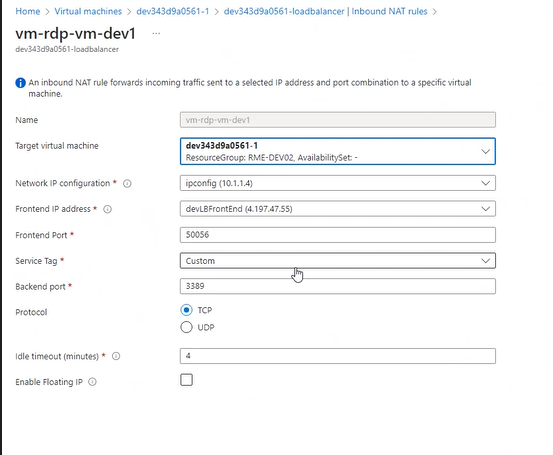 Home > Virtual machines > dev343d9a0561-1 > dev343d9a0561-loadbalancer | Inbound NAT rules >
vm-rdp-vm-dev1 ...
dev343d9a0561-loadbalancer
An inbound NAT rule forwards incoming traffic sent to a selected IP address and port combination to a specific virtual
machine.
Name vm-rdp-vm-dev1
Target virtual machine dev343d9a0561-1
ResourceGroup: RME-DEV02, AvailabilitySet: -
Network IP configuration * ipconfig (10.1.1.4)
Frontend IP address * devLBFrontEnd (4.197.47.55)
Frontend Port * 50056
Service Tag * Custom
Backend port * 3389
Protocol TCP
UDP
Idle timeout (minutes) * 4
Enable Floating IP